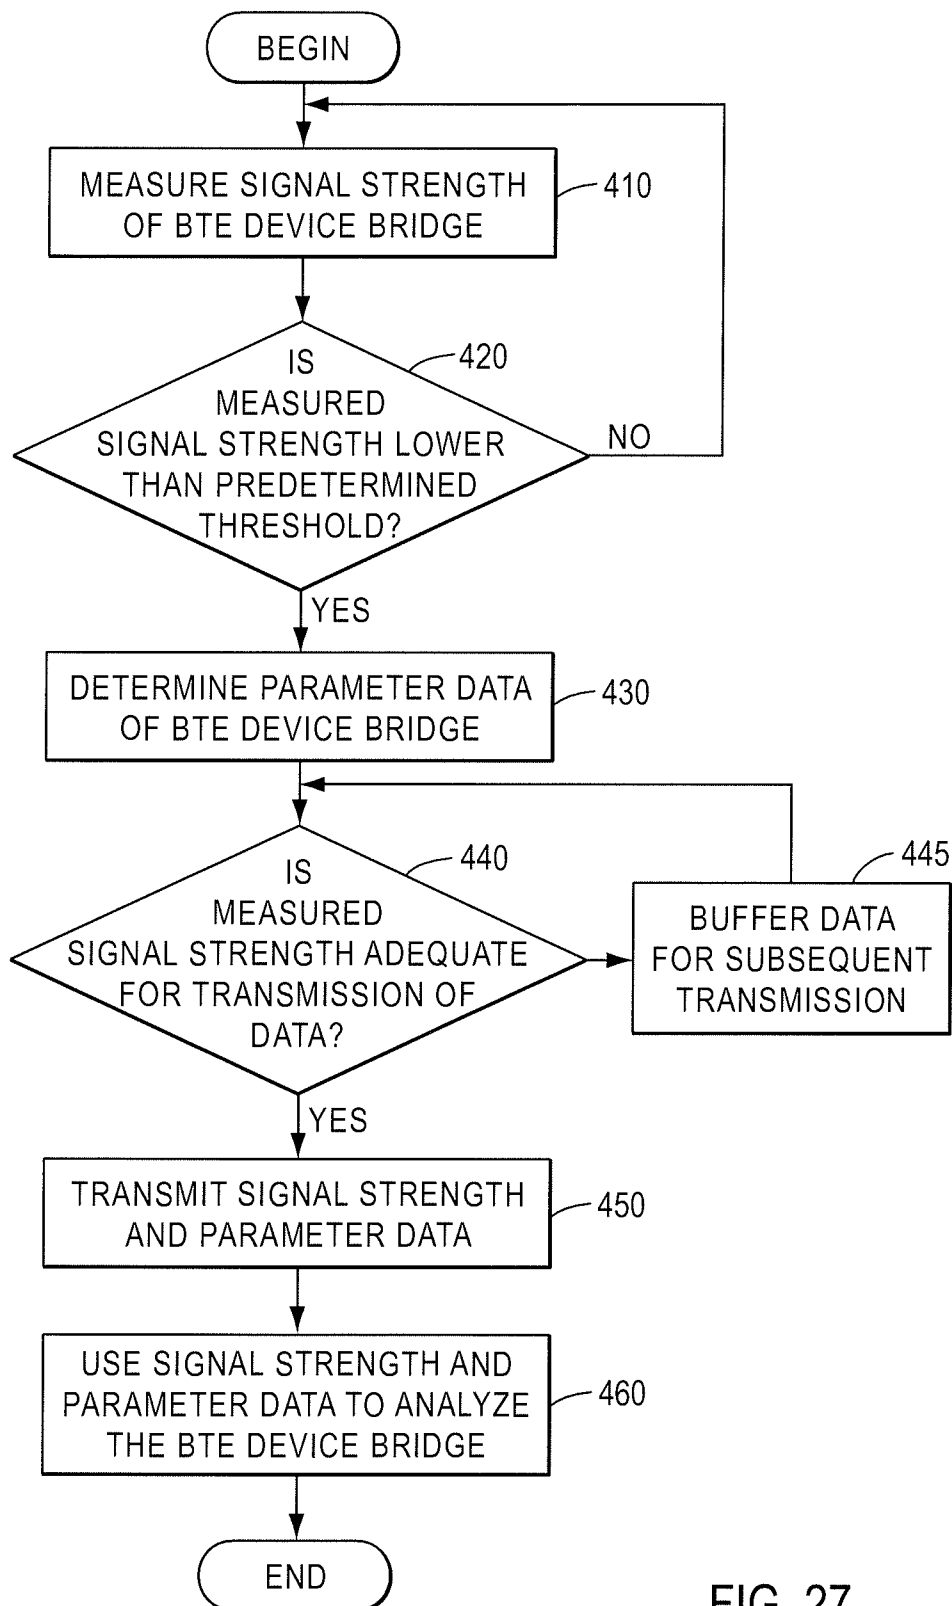 BEGIN
MEASURE SIGNAL STRENGTH
OF BTE DEVICE BRIDGE
410
IS
MEASURED
SIGNAL STRENGTH LOWER
THAN PREDETERMINED
THRESHOLD?
420
NO
YES
DETERMINE PARAMETER DATA
OF BTE DEVICE BRIDGE
430
IS
MEASURED
SIGNAL STRENGTH ADEQUATE
FOR TRANSMISSION OF
DATA?
440
445
BUFFER DATA
FOR SUBSEQUENT
TRANSMISSION
YES
TRANSMIT SIGNAL STRENGTH
AND PARAMETER DATA
450
USE SIGNAL STRENGTH AND
PARAMETER DATA TO ANALYZE
THE BTE DEVICE BRIDGE
460
END
FIG. 27